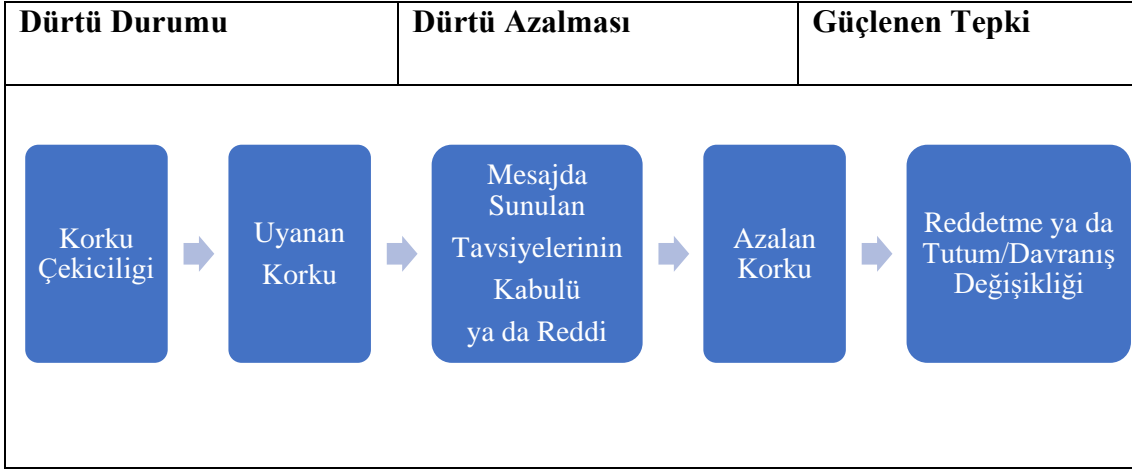 Dürtü Durumu
Dürtü Azalması
Güçlenen Tepki
Korku
Çekiciligi
Uyanan
Korku
Mesajda
Sunulan
Tavsiyelerinin
Kabulü
ya da Reddi
Azalan
Korku
Reddetme ya da
Tutum/Davranış
Değişikliği